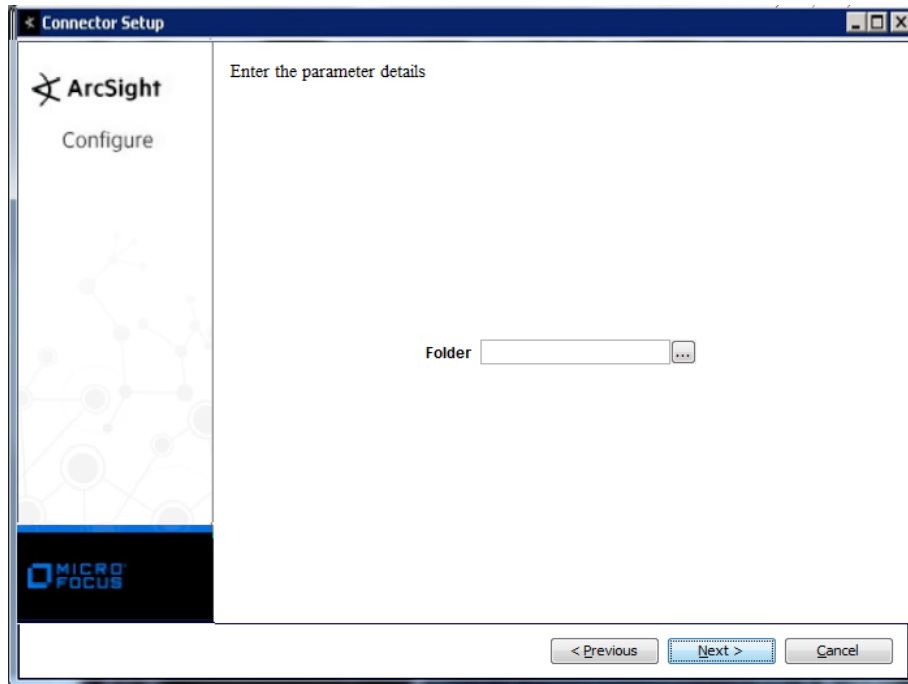 Connector Setup
ArcSight
Configure
Enter the parameter details
Folder
...
MICRO
FOCUS
< Previous
Next >
Cancel